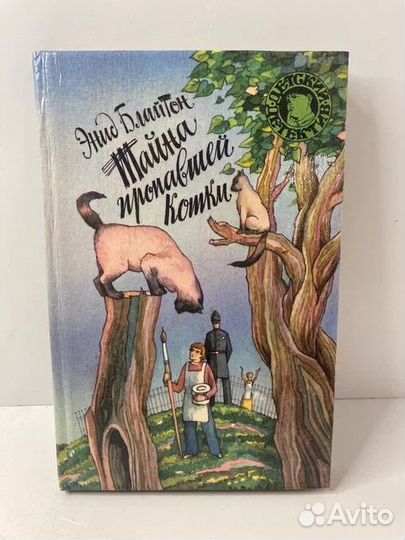 Энид Блайтон
Тайна
пропавшей
кошки
ДЕТСКИЙ
ДЕТЕКТИВ
Avito